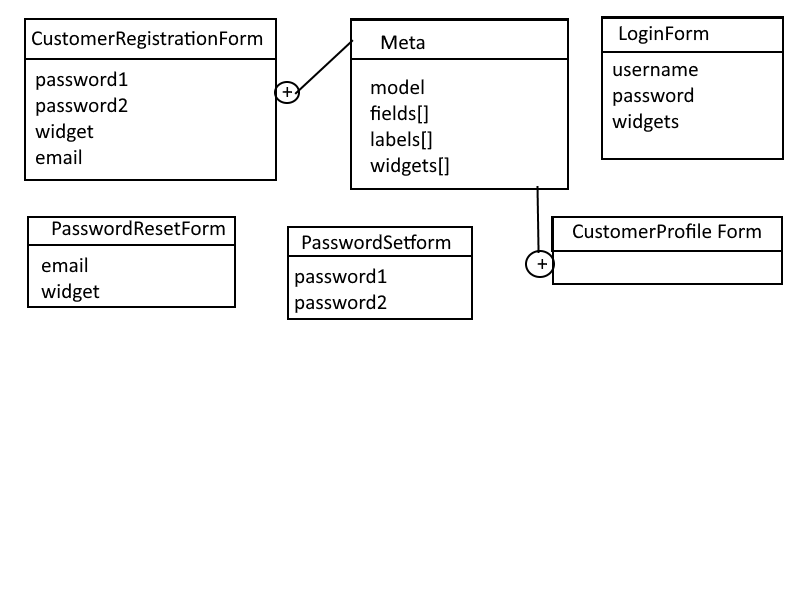 CustomerRegistrationForm
password1
password2
widget
email
+
Meta
model
fields[]
labels[]
widgets[]
LoginForm
username
password
widgets
PasswordResetForm
email
widget
PasswordSetform
password1
password2
+
CustomerProfile Form